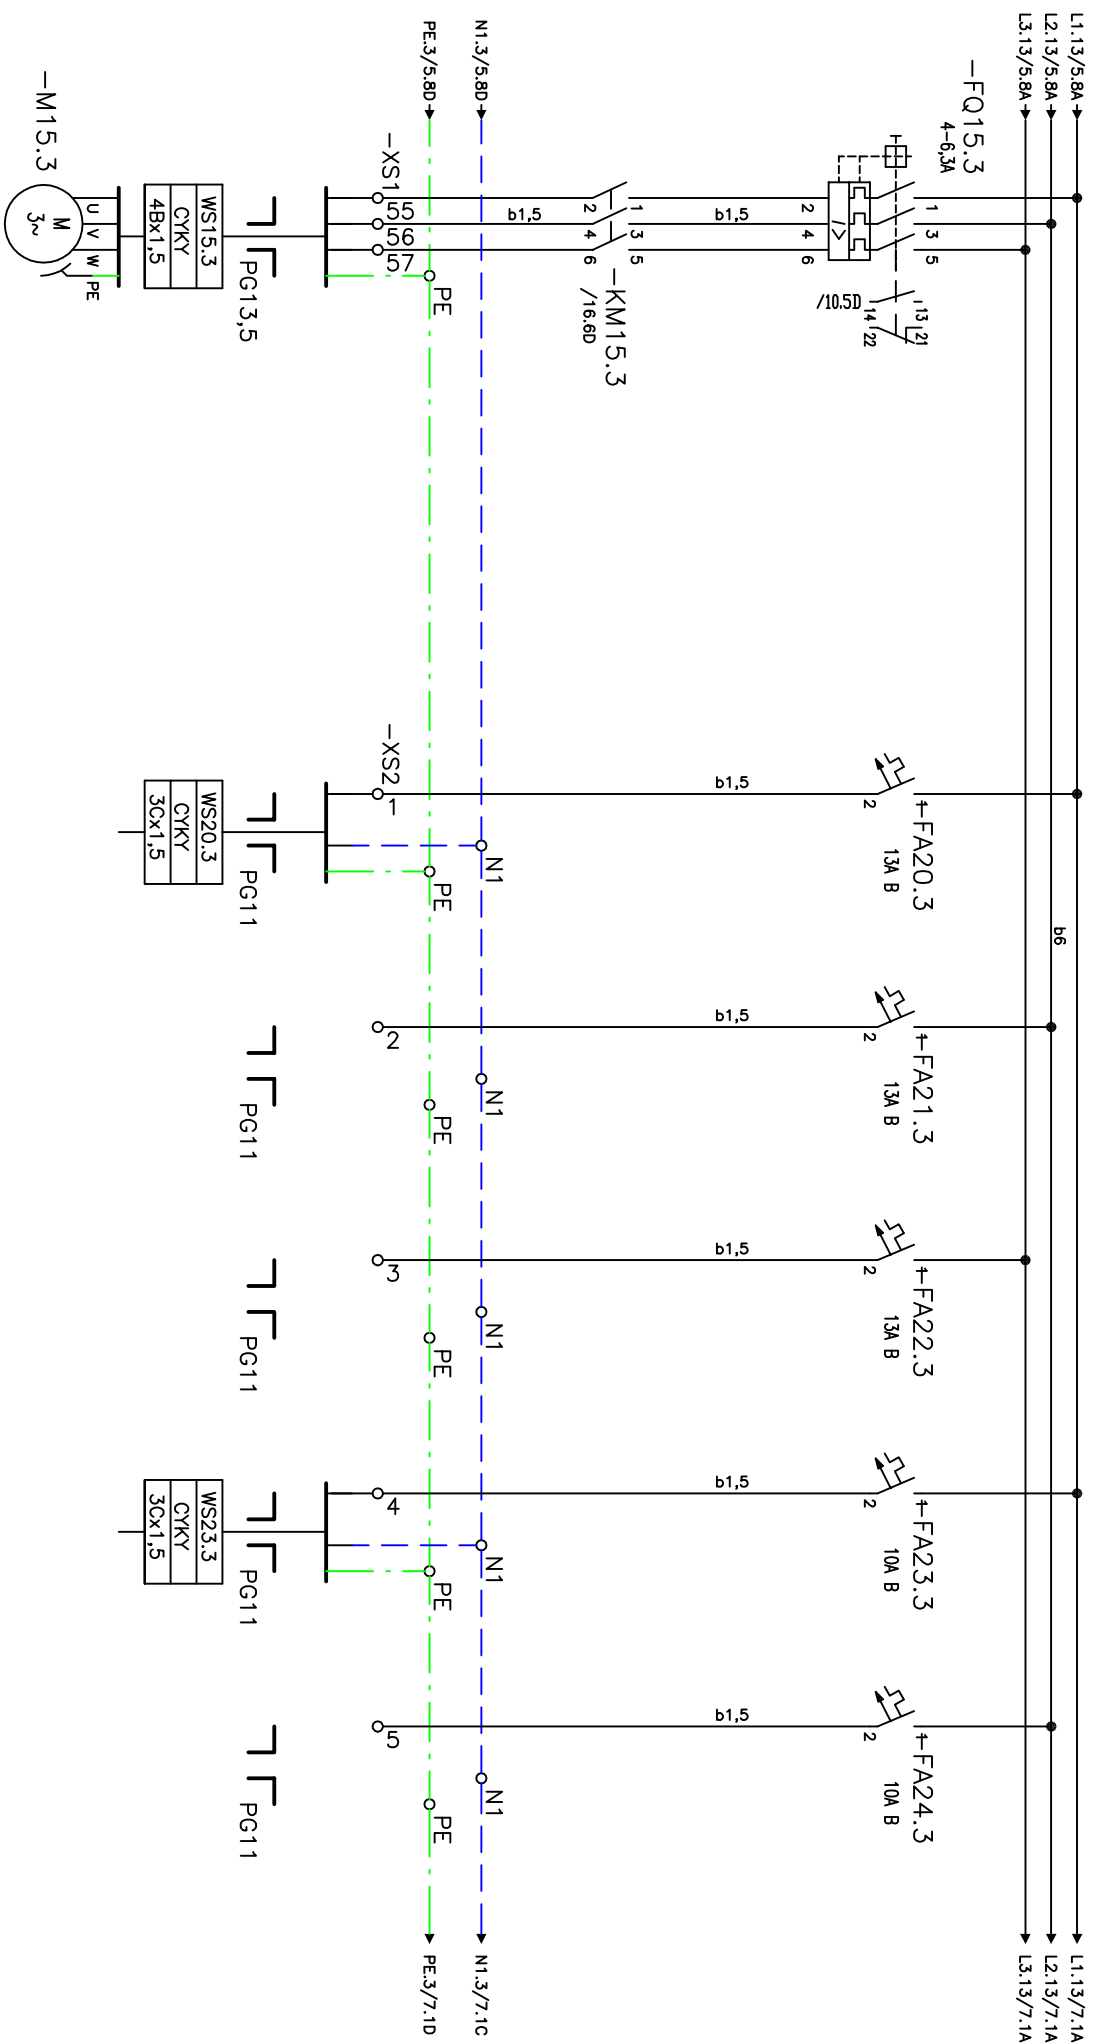 L1.13/5.8A
L2.13/5.8A
L3.13/5.8A
L1.13/7.1A
L2.13/7.1A
L3.13/7.1A
b6
-FQ15.3
4-6,3A
1 3 5
13 21
14 22
/10.5D
I>
2 4 6
b1,5
-KM15.3
/16.6D
1 3 5
2 4 6
b1,5
-FA20.3
13A B
1
2
b1,5
-FA21.3
13A B
1
2
b1,5
-FA22.3
13A B
1
2
b1,5
-FA23.3
10A B
1
2
b1,5
-FA24.3
10A B
1
2
b1,5
N1.3/5.8D
N1
N1
N1
N1
N1
N1.3/7.1C
PE.3/5.8D
PE
PE
PE
PE
PE
PE
PE.3/7.1D
-XS1
55 56 57
-XS2
1
2
3
4
5
PG13,5
PG11
PG11
PG11
PG11
PG11
WS15.3
CYKY
4Bx1,5
WS20.3
CYKY
3Cx1,5
WS23.3
CYKY
3Cx1,5
-M15.3
U V W PE
M
3~